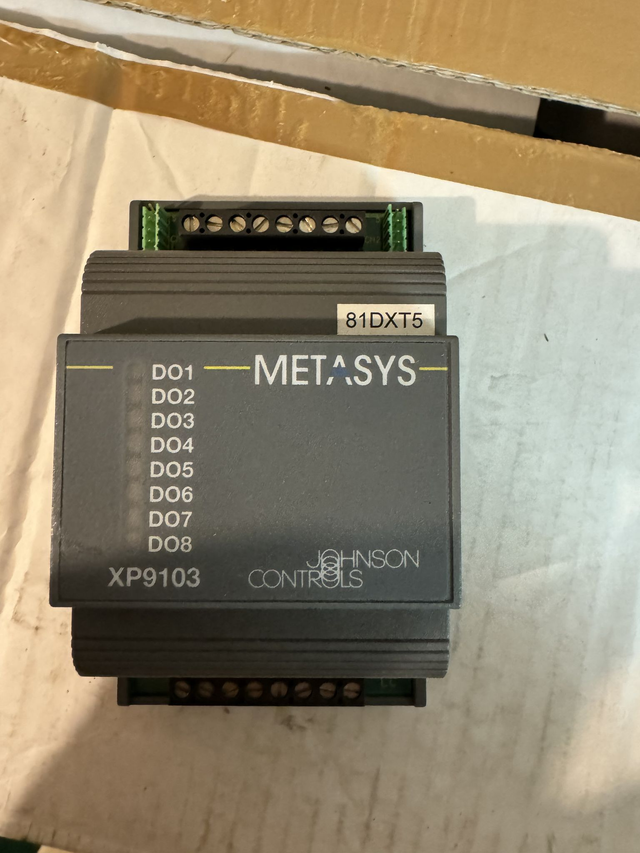 81DXT5
METASYS
DO1
DO2
DO3
DO4
DO5
DO6
DO7
DO8
XP9103
JOHNSON
CONTROLS